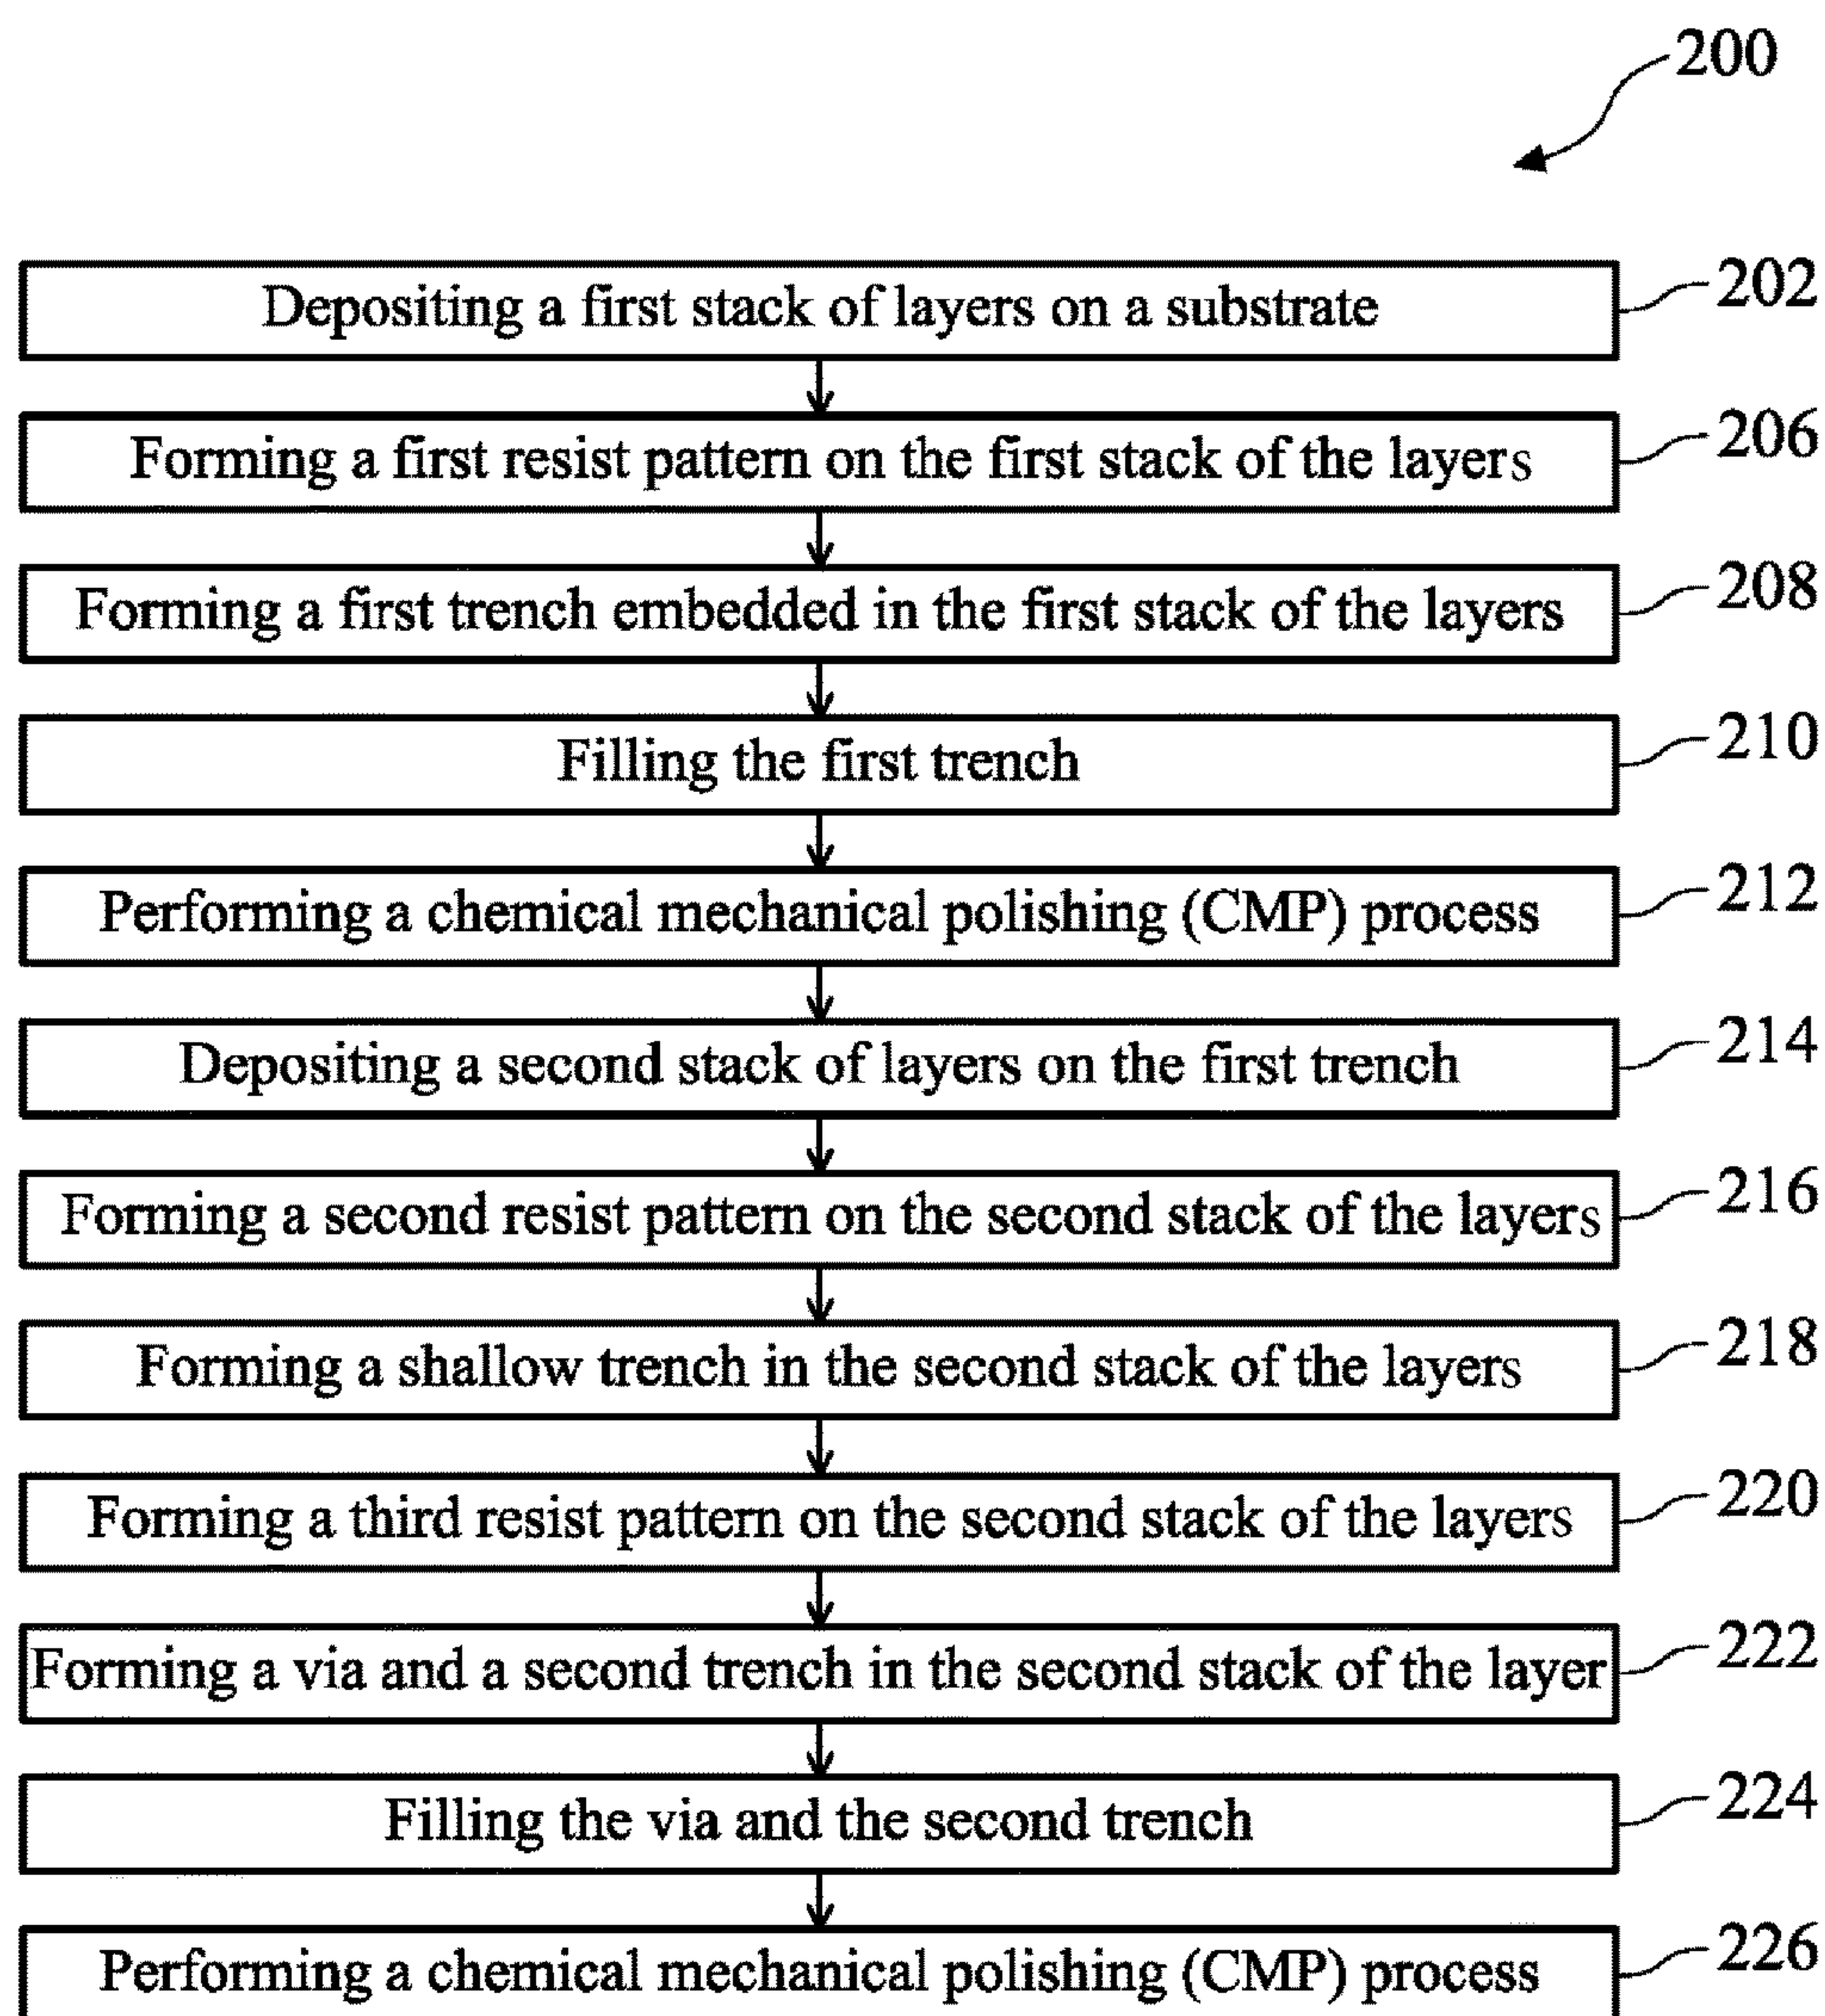 200
Depositing a first stack of layers on a substrate
202
Forming a first resist pattern on the first stack of the layers
206
Forming a first trench embedded in the first stack of the layers
208
Filling the first trench
210
Performing a chemical mechanical polishing (CMP) process
212
Depositing a second stack of layers on the first trench
214
Forming a second resist pattern on the second stack of the layers
216
Forming a shallow trench in the second stack of the layers
218
Forming a third resist pattern on the second stack of the layers
220
Forming a via and a second trench in the second stack of the layer
222
Filling the via and the second trench
224
Performing a chemical mechanical polishing (CMP) process
226